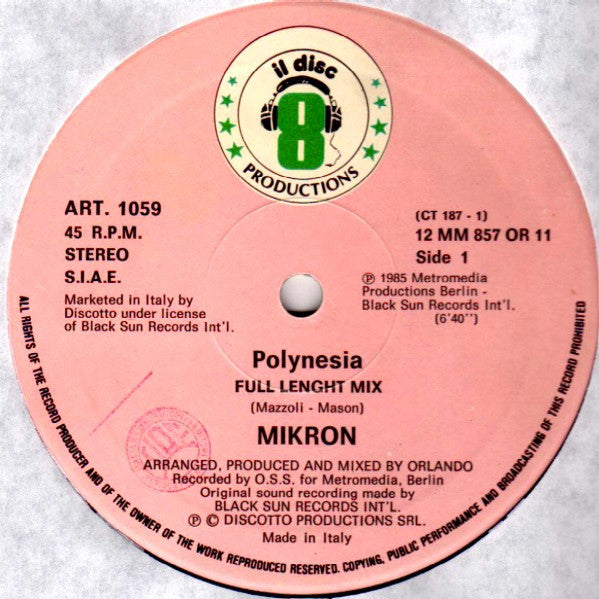 il disc
8
PRODUCTIONS
ART. 1059
45 R.P.M.
STEREO
S.I.A.E.
Marketed in Italy by
Discotto under license
of Black Sun Records Int'l.
(CT 187 - 1)
12 MM 857 OR 11
Side 1
℗ 1985 Metromedia
Productions Berlin -
Black Sun Records Int'l.
(6'40'')
Polynesia
FULL LENGHT MIX
(Mazzoli - Mason)
MIKRON
ARRANGED, PRODUCED AND MIXED BY ORLANDO
Recorded by O.S.S. for Metromedia, Berlin
Original sound recording made by
BLACK SUN RECORDS INT'L.
℗ © DISCOTTO PRODUCTIONS SRL.
Made in Italy
ALL RIGHTS OF THE RECORD PRODUCER AND OF THE OWNER OF THE WORK REPRODUCED RESERVED. COPYING, PUBLIC PERFORMANCE AND BROADCASTING OF THIS RECORD PROHIBITED